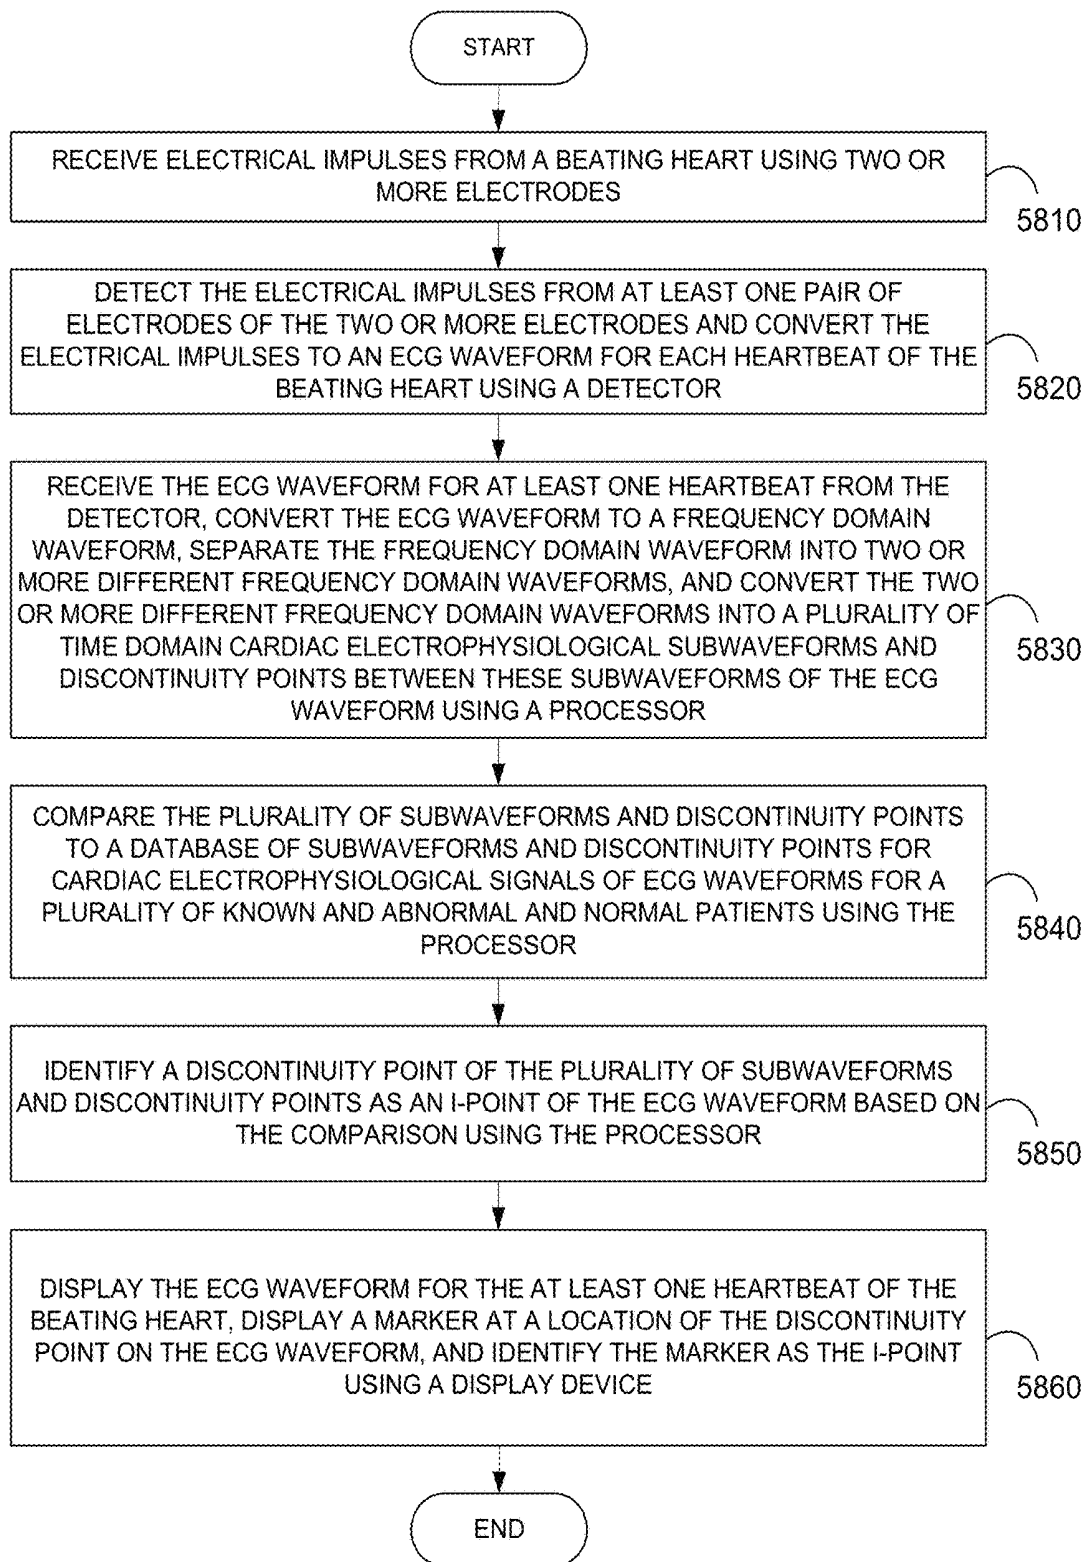 START
RECEIVE ELECTRICAL IMPULSES FROM A BEATING HEART USING TWO OR
MORE ELECTRODES
5810
DETECT THE ELECTRICAL IMPULSES FROM AT LEAST ONE PAIR OF
ELECTRODES OF THE TWO OR MORE ELECTRODES AND CONVERT THE
ELECTRICAL IMPULSES TO AN ECG WAVEFORM FOR EACH HEARTBEAT OF THE
BEATING HEART USING A DETECTOR
5820
RECEIVE THE ECG WAVEFORM FOR AT LEAST ONE HEARTBEAT FROM THE
DETECTOR, CONVERT THE ECG WAVEFORM TO A FREQUENCY DOMAIN
WAVEFORM, SEPARATE THE FREQUENCY DOMAIN WAVEFORM INTO TWO OR
MORE DIFFERENT FREQUENCY DOMAIN WAVEFORMS, AND CONVERT THE TWO
OR MORE DIFFERENT FREQUENCY DOMAIN WAVEFORMS INTO A PLURALITY OF
TIME DOMAIN CARDIAC ELECTROPHYSIOLOGICAL SUBWAVEFORMS AND
DISCONTINUITY POINTS BETWEEN THESE SUBWAVEFORMS OF THE ECG
WAVEFORM USING A PROCESSOR
5830
COMPARE THE PLURALITY OF SUBWAVEFORMS AND DISCONTINUITY POINTS
TO A DATABASE OF SUBWAVEFORMS AND DISCONTINUITY POINTS FOR
CARDIAC ELECTROPHYSIOLOGICAL SIGNALS OF ECG WAVEFORMS FOR A
PLURALITY OF KNOWN AND ABNORMAL AND NORMAL PATIENTS USING THE
PROCESSOR
5840
IDENTIFY A DISCONTINUITY POINT OF THE PLURALITY OF SUBWAVEFORMS
AND DISCONTINUITY POINTS AS AN I-POINT OF THE ECG WAVEFORM BASED ON
THE COMPARISON USING THE PROCESSOR
5850
DISPLAY THE ECG WAVEFORM FOR THE AT LEAST ONE HEARTBEAT OF THE
BEATING HEART, DISPLAY A MARKER AT A LOCATION OF THE DISCONTINUITY
POINT ON THE ECG WAVEFORM, AND IDENTIFY THE MARKER AS THE I-POINT
USING A DISPLAY DEVICE
5860
END